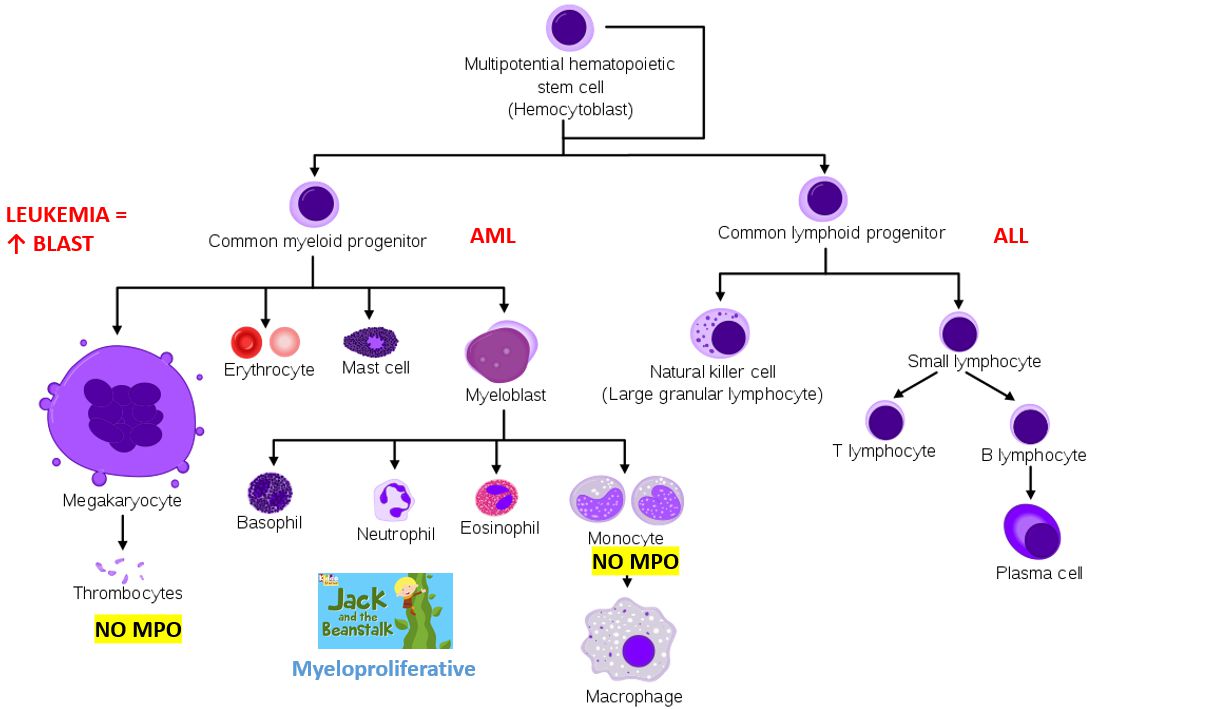 Multipotential hematopoietic
stem cell
(Hemocytoblast)
LEUKEMIA =
↑ BLAST
Common myeloid progenitor
AML
Common lymphoid progenitor
ALL
Erythrocyte
Mast cell
Myeloblast
Natural killer cell
(Large granular lymphocyte)
Small lymphocyte
T lymphocyte
B lymphocyte
Megakaryocyte
Basophil
Neutrophil
Eosinophil
Monocyte
NO MPO
Plasma cell
Thrombocytes
NO MPO
Jack
and the
Beanstalk
Myeloproliferative
Macrophage